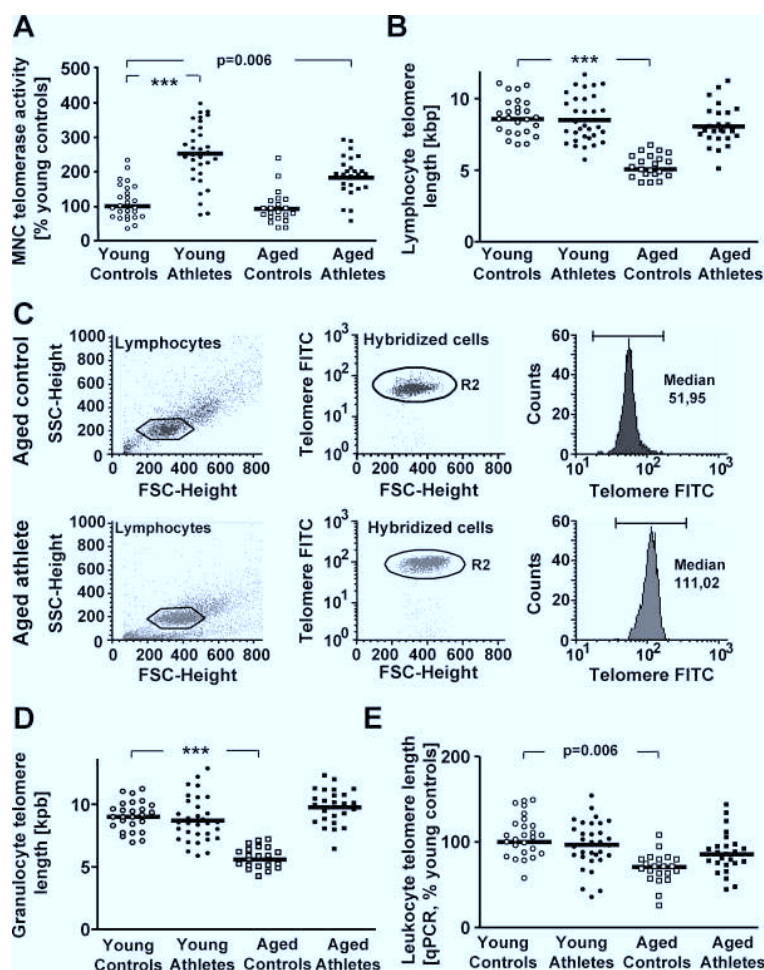 A
MNC telomerase activity
[% young controls]
500
400
300
200
100
0
***
p=0.006
Young Controls
Young Athletes
Aged Controls
Aged Athletes
B
Lymphocyte telomere
length [kbp]
10
5
0
***
Young Controls
Young Athletes
Aged Controls
Aged Athletes
C
Aged control
SSC-Height
1000
800
600
400
200
0
Lymphocytes
0 200 400 600 800
FSC-Height
Telomere FITC
10³
10²
10¹
10⁰
Hybridized cells
R2
0 200 400 600 800
FSC-Height
Counts
60
40
20
0
Median
51,95
10¹ 10² 10³
Telomere FITC
Aged athlete
SSC-Height
1000
800
600
400
200
0
Lymphocytes
0 200 400 600 800
FSC-Height
Telomere FITC
10³
10²
10¹
10⁰
Hybridized cells
R2
0 200 400 600 800
FSC-Height
Counts
60
40
20
0
Median
111,02
10¹ 10² 10³
Telomere FITC
D
Granulocyte telomere
length [kpb]
10
5
0
***
Young Controls
Young Athletes
Aged Controls
Aged Athletes
E
Leukocyte telomere length
[qPCR, % young controls]
200
100
0
p=0.006
Young Controls
Young Athletes
Aged Controls
Aged Athletes